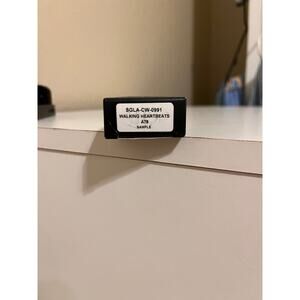 SGLA-CW-0991
WALKING HEARTBEATS
A78
SAMPLE